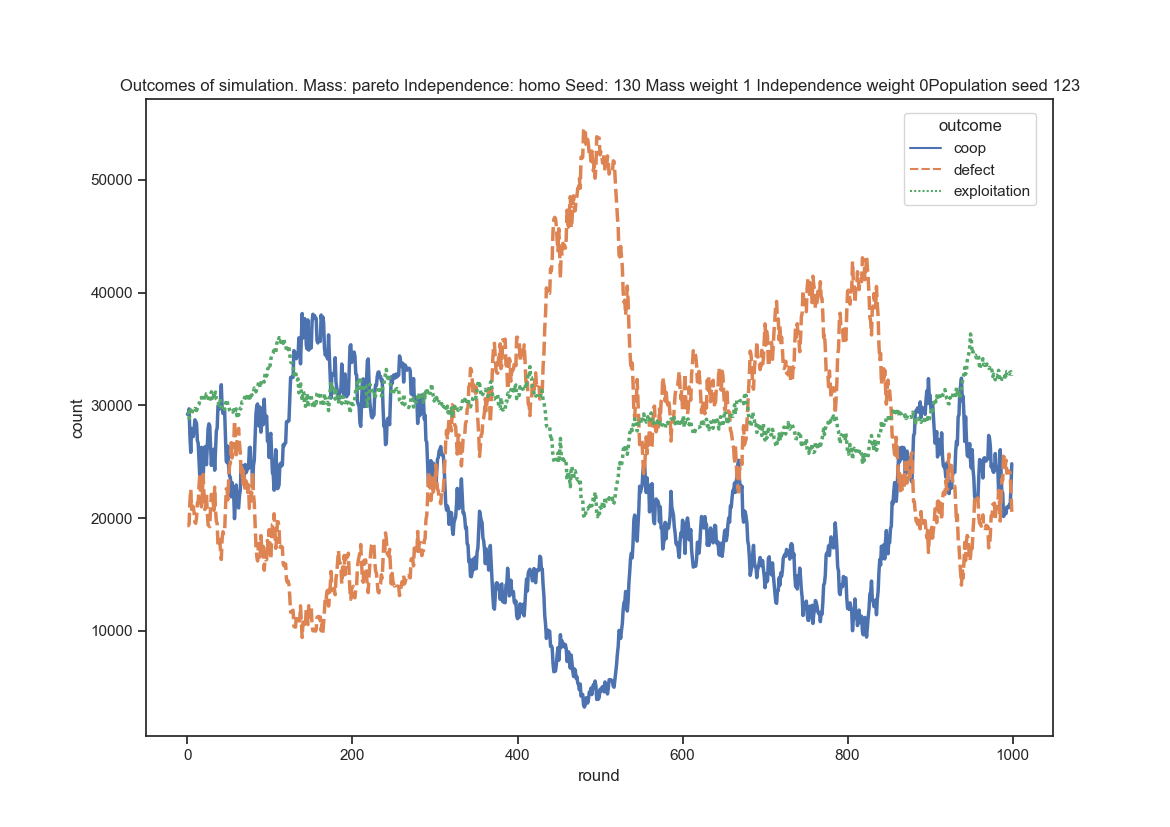 Outcomes of simulation. Mass: pareto Independence: homo Seed: 130 Mass weight 1 Independence weight 0Population seed 123
outcome
coop
defect
exploitation
50000
40000
30000
20000
10000
count
0 200 400 600 800 1000
round